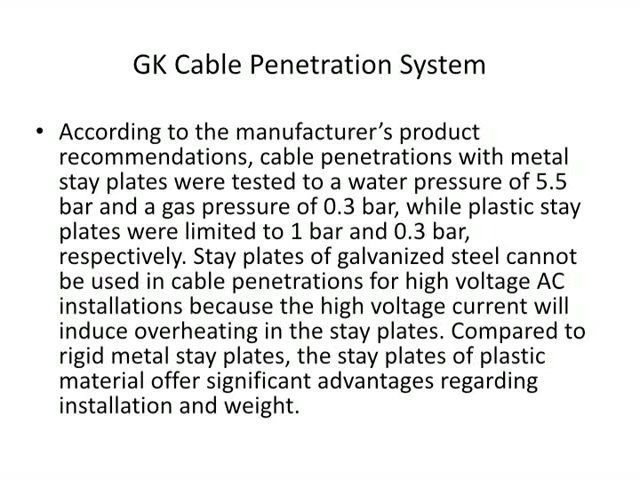 GK Cable Penetration System
• According to the manufacturer’s product
recommendations, cable penetrations with metal
stay plates were tested to a water pressure of 5.5
bar and a gas pressure of 0.3 bar, while plastic stay
plates were limited to 1 bar and 0.3 bar,
respectively. Stay plates of galvanized steel cannot
be used in cable penetrations for high voltage AC
installations because the high voltage current will
induce overheating in the stay plates. Compared to
rigid metal stay plates, the stay plates of plastic
material offer significant advantages regarding
installation and weight.